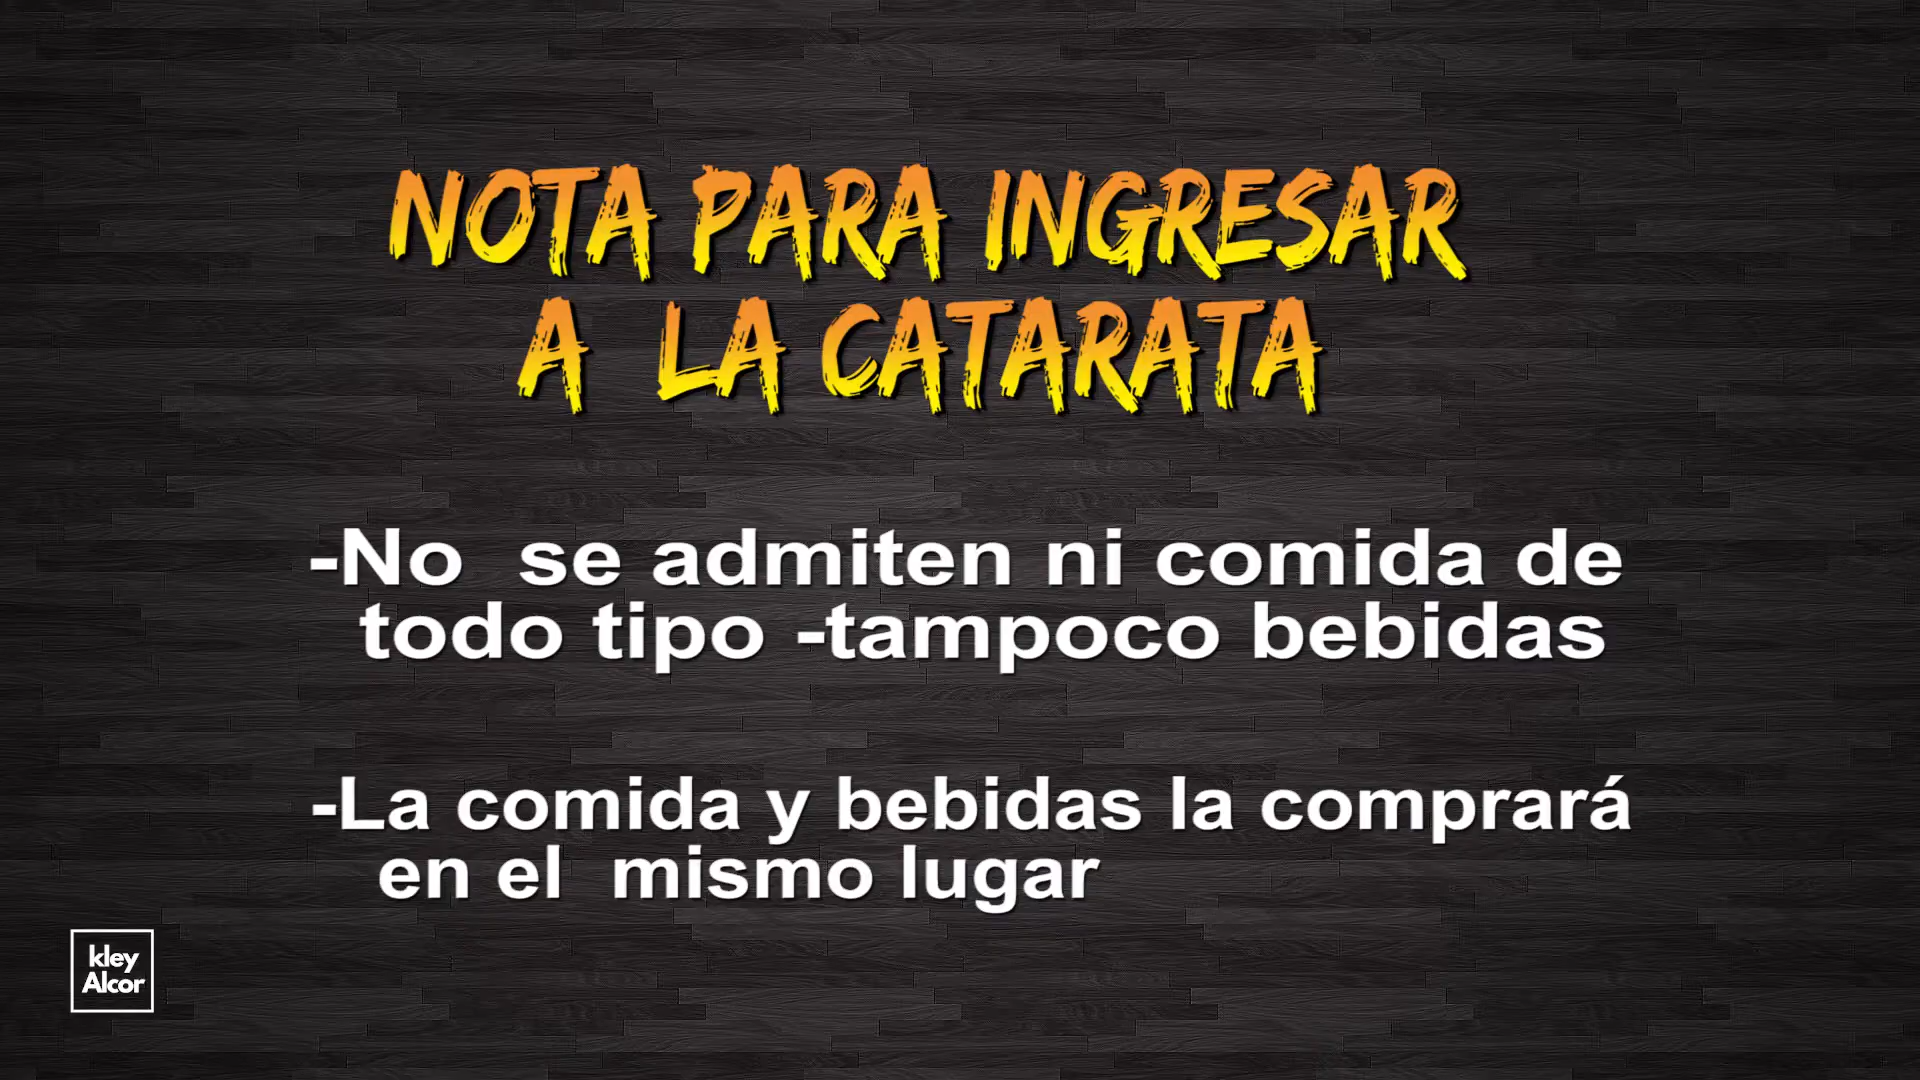 NOTA PARA INGRESAR
A LA CATARATA
-No se admiten ni comida de
todo tipo -tampoco bebidas
-La comida y bebidas la comprará
en el mismo lugar
kley
Alcor